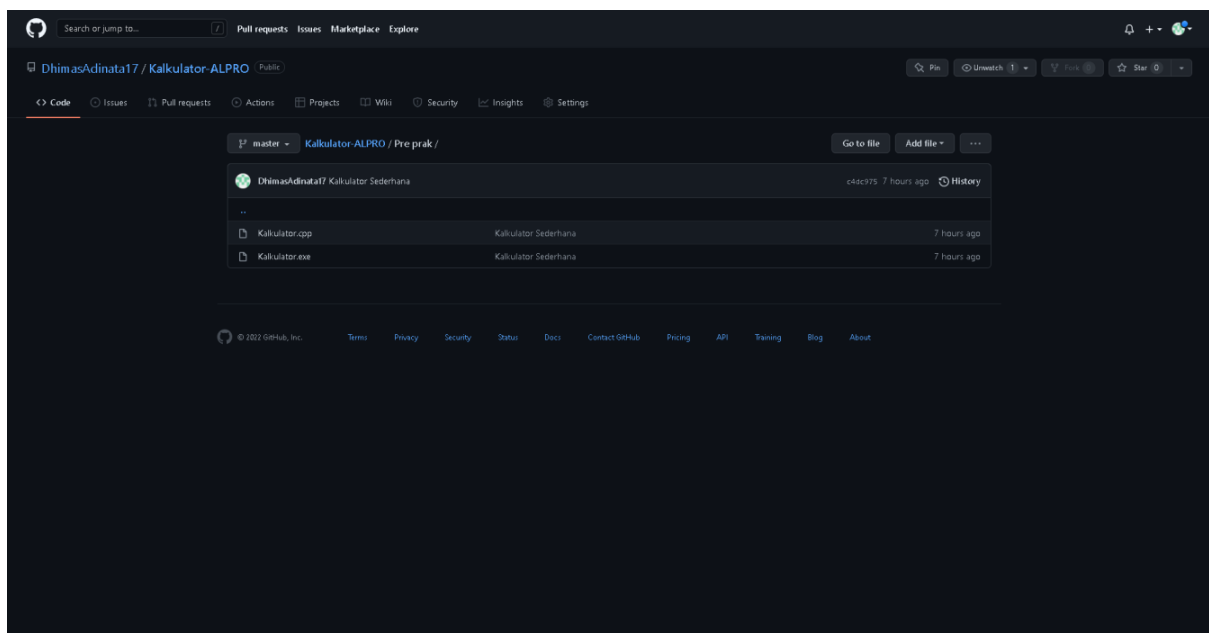 Search or jump to... / Pull requests Issues Marketplace Explore
DhimasAdinata17 / Kalkulator-ALPRO Public Pin Unwatch 1 Fork 0 Star 0
<> Code Issues Pull requests Actions Projects Wiki Security Insights Settings
master Kalkulator-ALPRO / Pre prak / Go to file Add file ...
DhimasAdinata17 Kalkulator Sederhana c4dc975 7 hours ago History
..
Kalkulator.cpp Kalkulator Sederhana 7 hours ago
Kalkulator.exe Kalkulator Sederhana 7 hours ago
© 2022 GitHub, Inc. Terms Privacy Security Status Docs Contact GitHub Pricing API Training Blog About